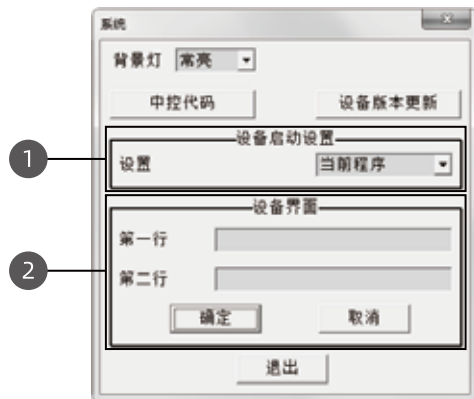 系统
背景灯 常亮
中控代码 设备版本更新
设备启动设置
1
设置 当前程序
设备界面
第一行
2
第二行
确定 取消
退出